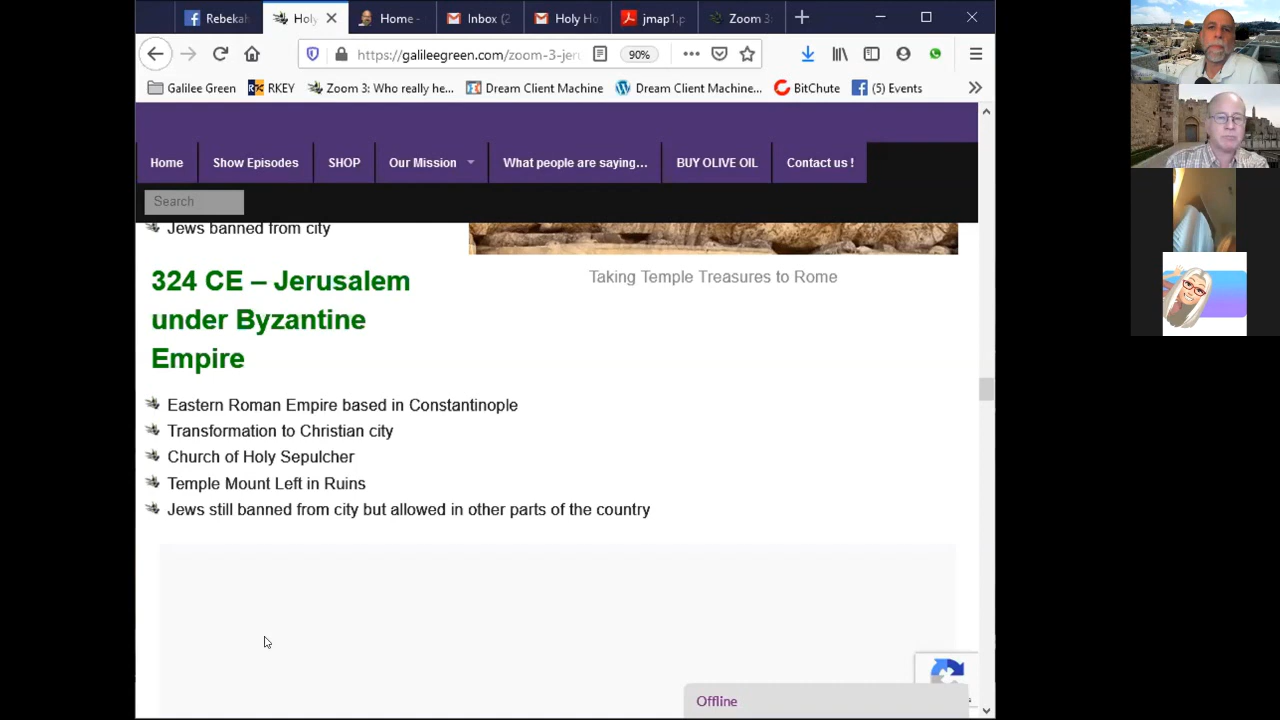 Rebekah
Holy
Home -
Inbox (2
Holy Ho
jmap1.p
Zoom 3:
https://galileegreen.com/zoom-3-jer
90%
Galilee Green
RKEY
Zoom 3: Who really he...
Dream Client Machine
Dream Client Machine...
BitChute
(5) Events
Home
Show Episodes
SHOP
Our Mission
What people are saying...
BUY OLIVE OIL
Contact us !
Search
Jews banned from city
Taking Temple Treasures to Rome
324 CE – Jerusalem
under Byzantine
Empire
Eastern Roman Empire based in Constantinople
Transformation to Christian city
Church of Holy Sepulcher
Temple Mount Left in Ruins
Jews still banned from city but allowed in other parts of the country
Offline